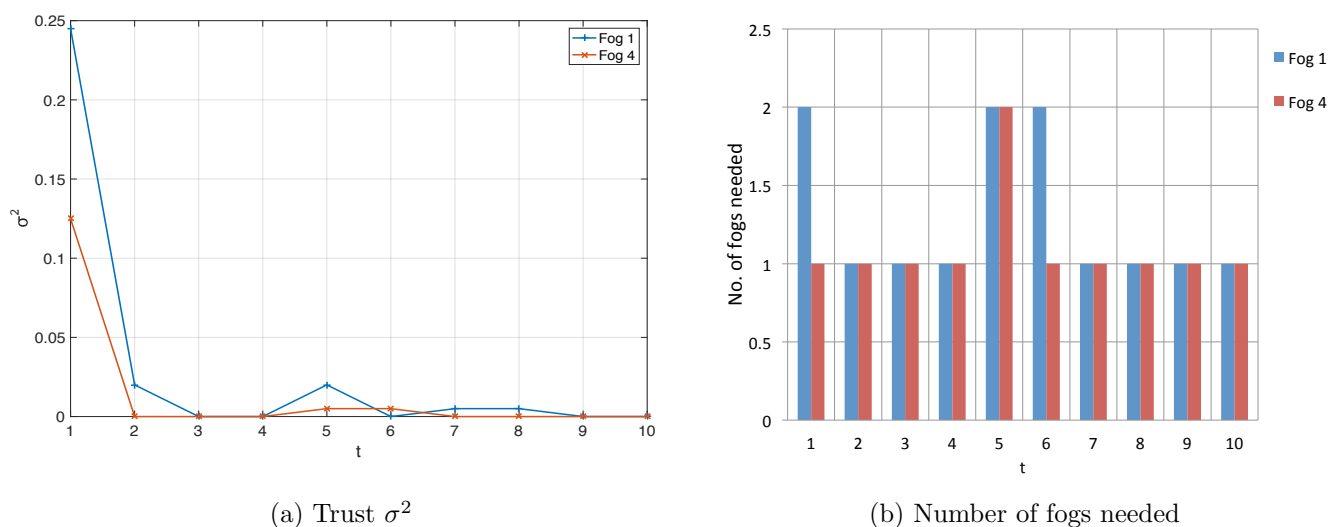 0.25
0.2
0.15
0.1
0.05
0
σ²
1 2 3 4 5 6 7 8 9 10
t
Fog 1
Fog 4
(a) Trust σ²
2.5
2
1.5
1
0.5
0
No. of fogs needed
1 2 3 4 5 6 7 8 9 10
t
Fog 1
Fog 4
(b) Number of fogs needed